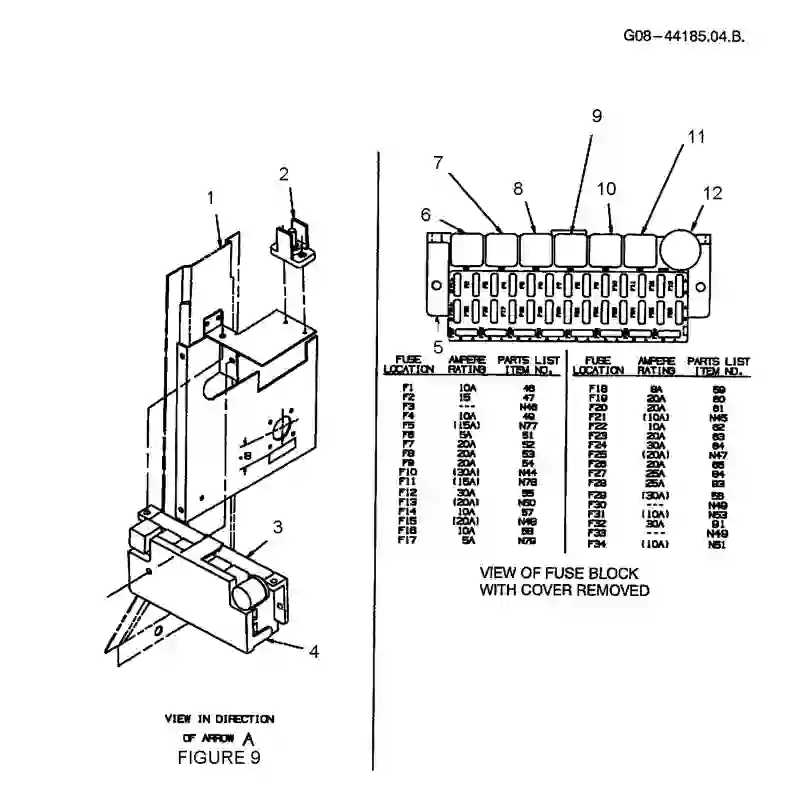 G08-44185.04.B.
1
2
3
4
VIEW IN DIRECTION
OF ARROW A
FIGURE 9
5
6
7
8
9
10
11
12
FUSE LOCATION AMPERE RATING PARTS LIST ITEM NO.
F1 10A 46
F2 15 47
F3 --- N46
F4 10A 49
F5 (15A) N77
F6 5A 51
F7 20A 52
F8 20A 53
F9 20A 54
F10 (30A) N44
F11 (15A) N78
F12 30A 55
F13 (20A) N50
F14 10A 57
F15 (20A) N48
F16 10A 58
F17 5A N79
FUSE LOCATION AMPERE RATING PARTS LIST ITEM NO.
F18 8A 59
F19 20A 60
F20 20A 61
F21 (10A) N45
F22 10A 62
F23 20A 63
F24 30A 64
F25 (20A) N47
F26 20A 65
F27 25A 84
F28 25A 83
F29 (30A) 56
F30 --- N49
F31 (10A) N53
F32 30A 91
F33 --- N49
F34 (10A) N51
VIEW OF FUSE BLOCK
WITH COVER REMOVED